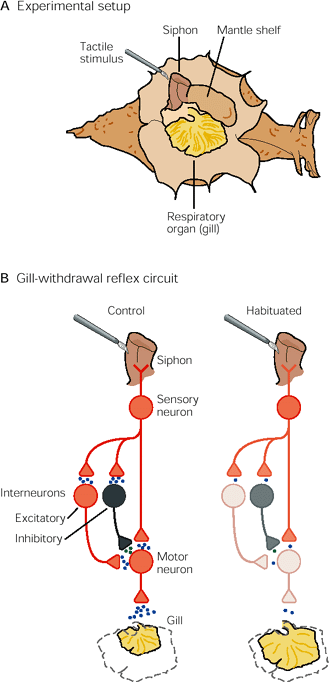 A Experimental setup
Siphon
Mantle shelf
Tactile
stimulus
Respiratory
organ (gill)
B Gill-withdrawal reflex circuit
Control
Habituated
Siphon
Sensory
neuron
Interneurons
Excitatory
Inhibitory
Motor
neuron
Gill